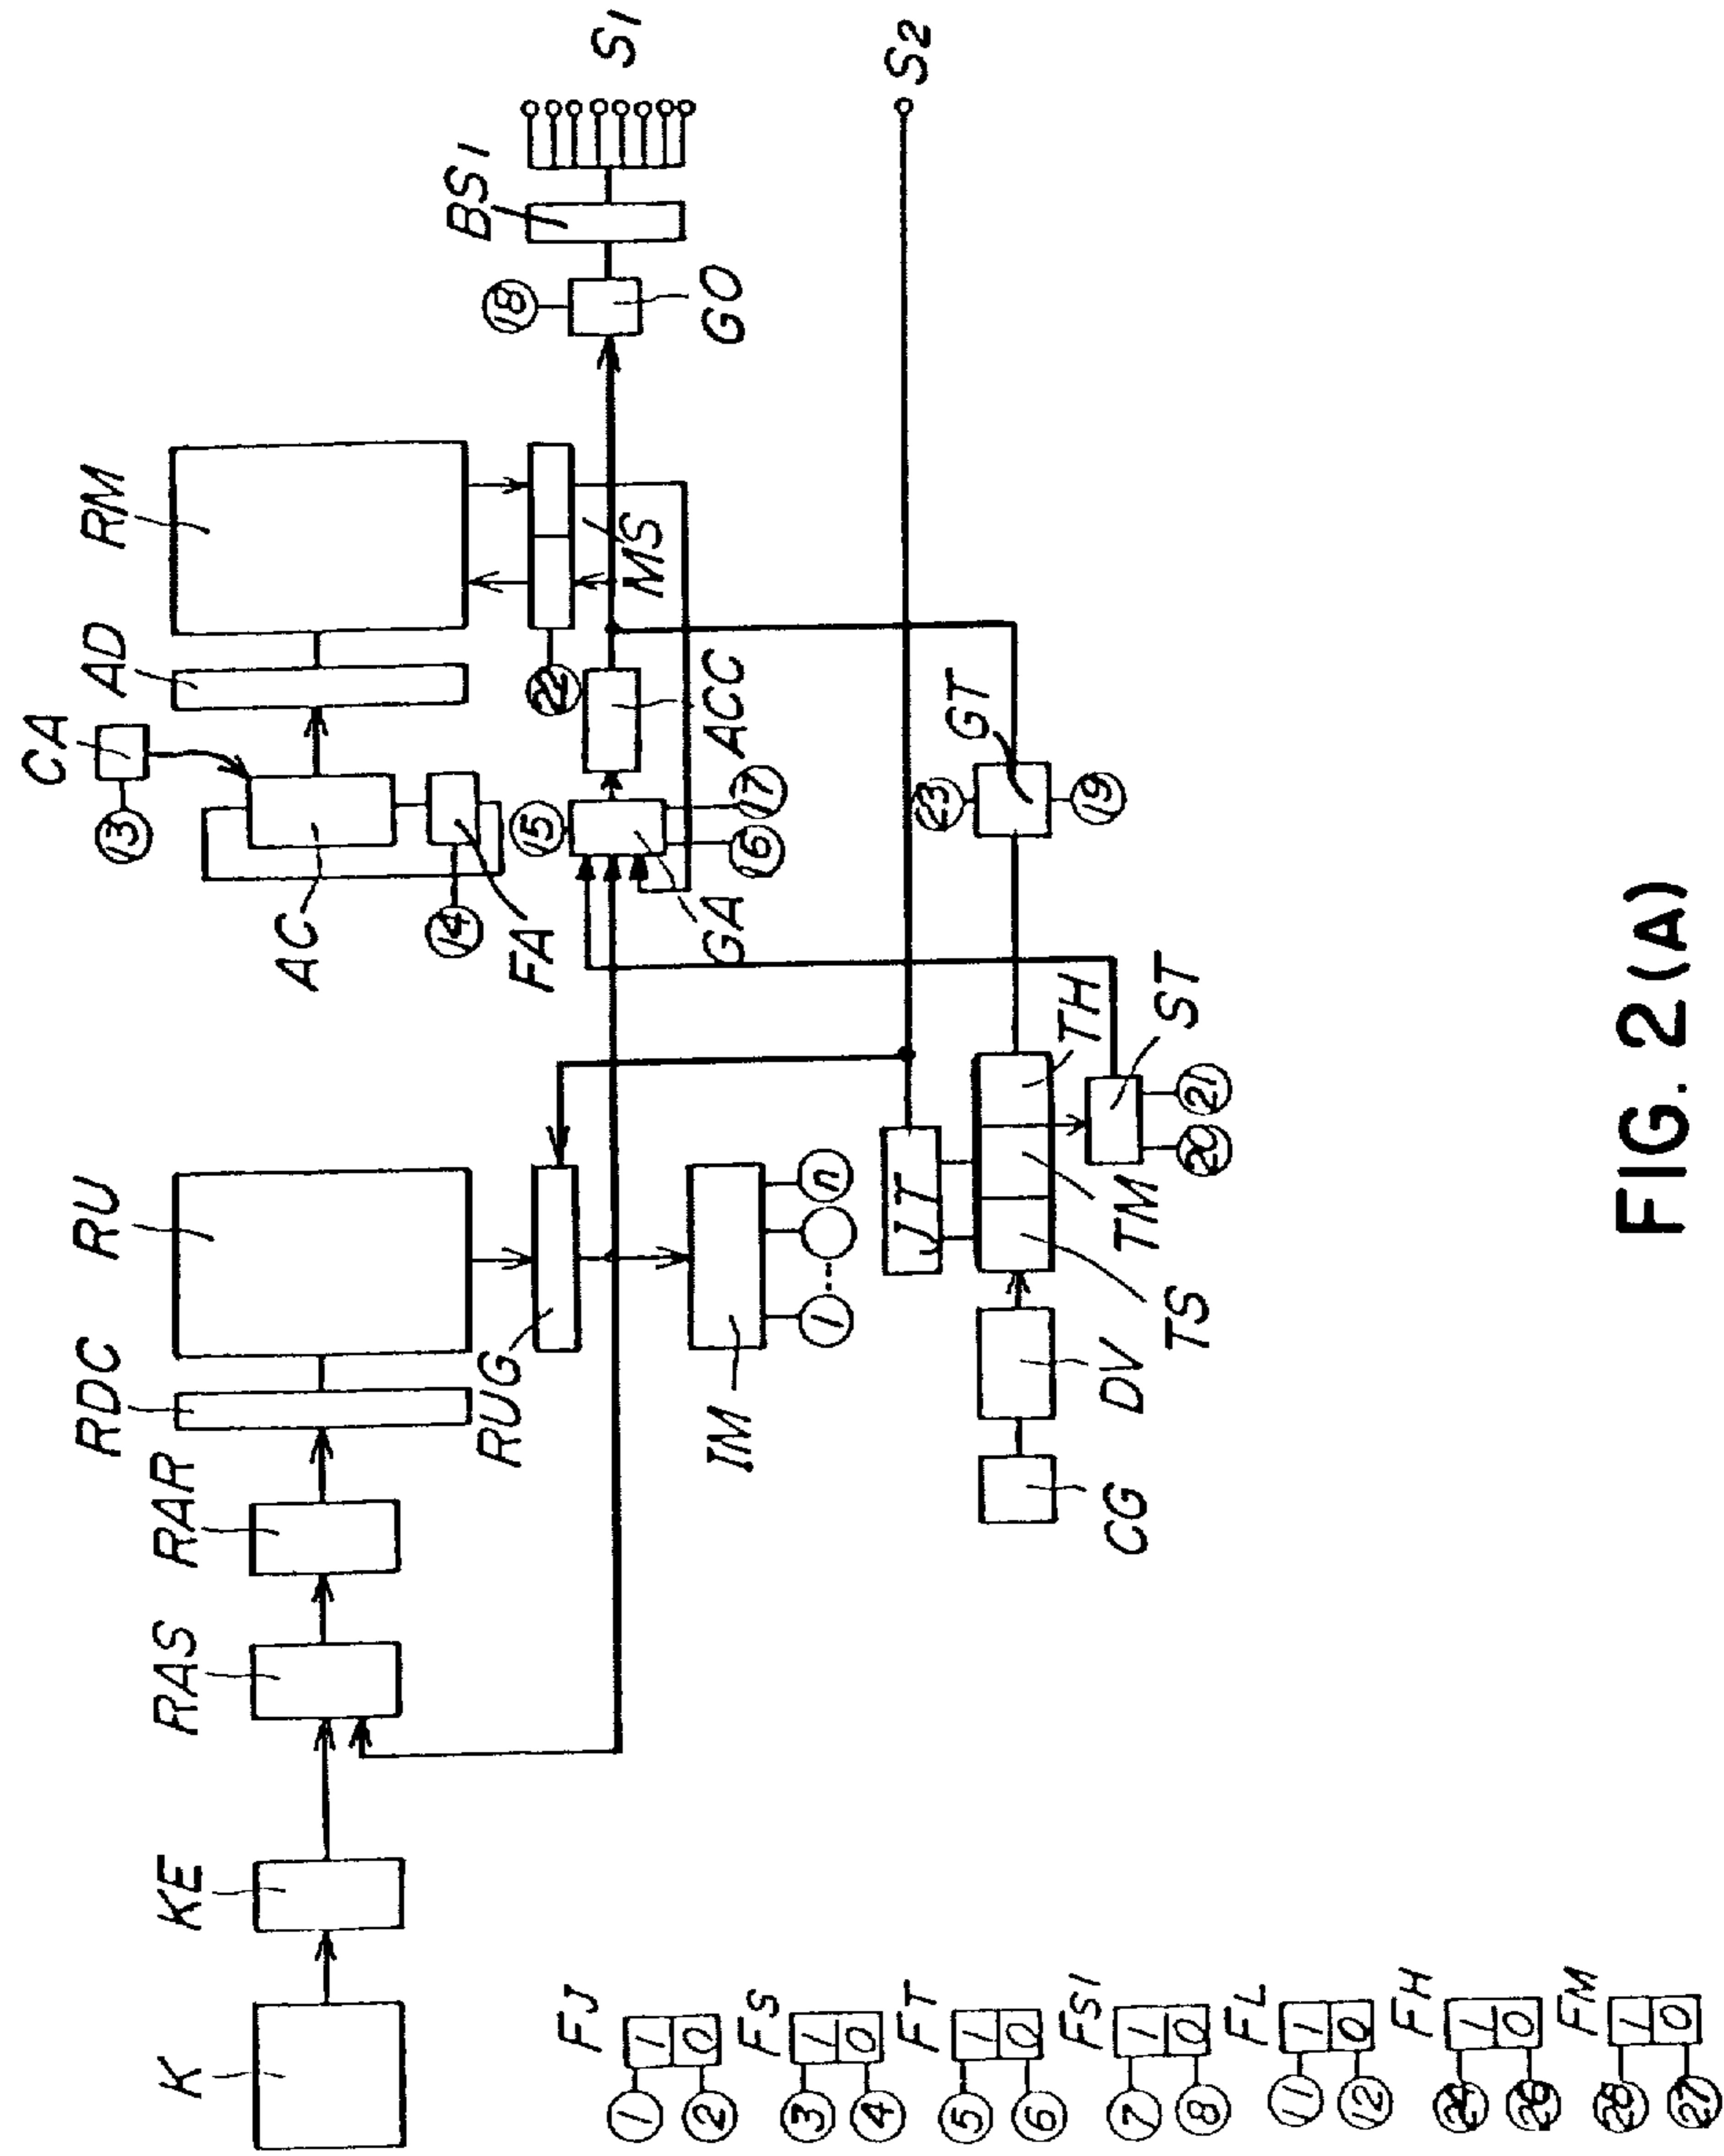 K
KE
RAS
RAR
RDC
RU
AC
CA
AD
RM
13
14
FA
RUG
IM
1
n
GA
15
16
17
ACC
22
MS
18
GO
BS1
S1
S2
JT
CG
DV
TS
TM
TH
ST
20
21
GT
23
19
FJ
1
0
1
2
FS
1
0
3
4
FT
1
0
5
6
FS1
1
0
7
8
FL
1
0
11
12
FH
1
0
FM
1
0
27
FIG. 2 (A)